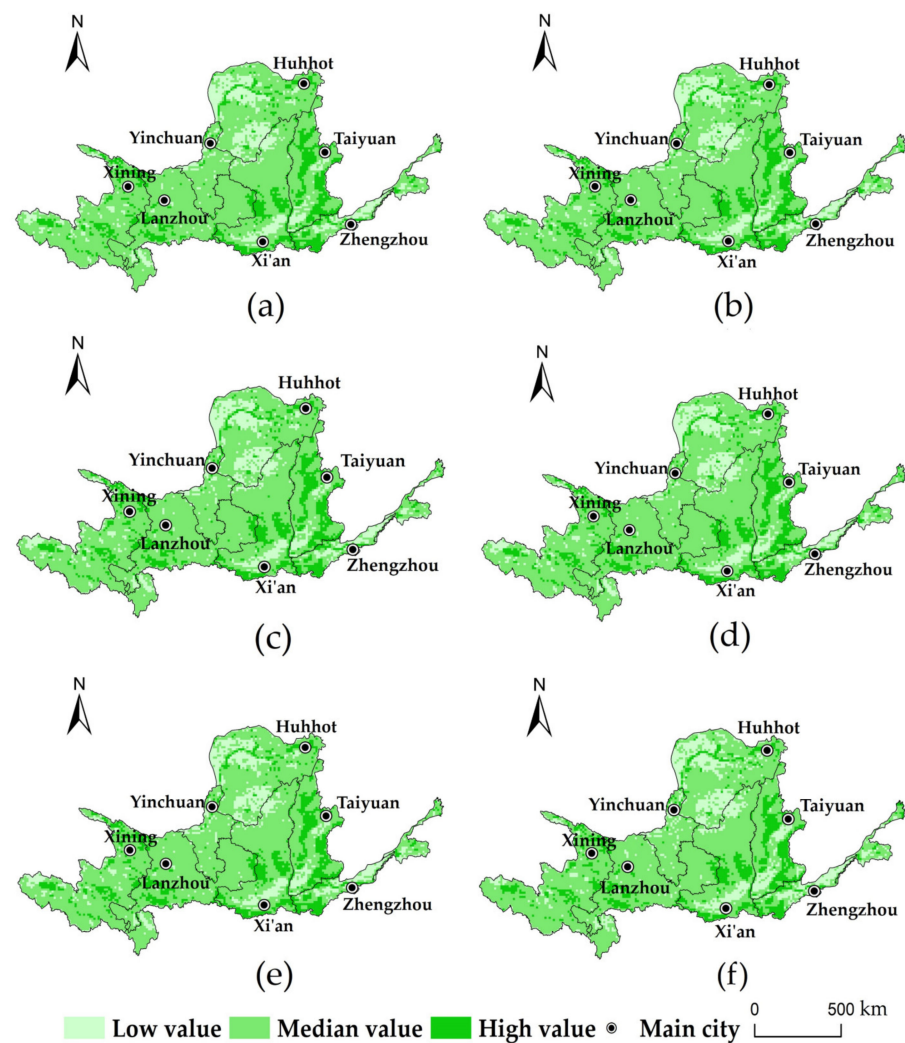 N
N
Huhhot
Huhhot
Yinchuan
Taiyuan
Yinchuan
Taiyuan
Xining
Xining
Lanzhou
Lanzhou
Zhengzhou
Zhengzhou
Xi'an
Xi'an
(a)
(b)
N
N
Huhhot
Huhhot
Yinchuan
Taiyuan
Yinchuan
Taiyuan
Xining
Xining
Lanzhou
Lanzhou
Zhengzhou
Zhengzhou
Xi'an
Xi'an
(c)
(d)
N
N
Huhhot
Huhhot
Yinchuan
Taiyuan
Yinchuan
Taiyuan
Xining
Xining
Lanzhou
Lanzhou
Zhengzhou
Zhengzhou
Xi'an
Xi'an
(e)
(f)
Low value Median value High value Main city
0 500 km